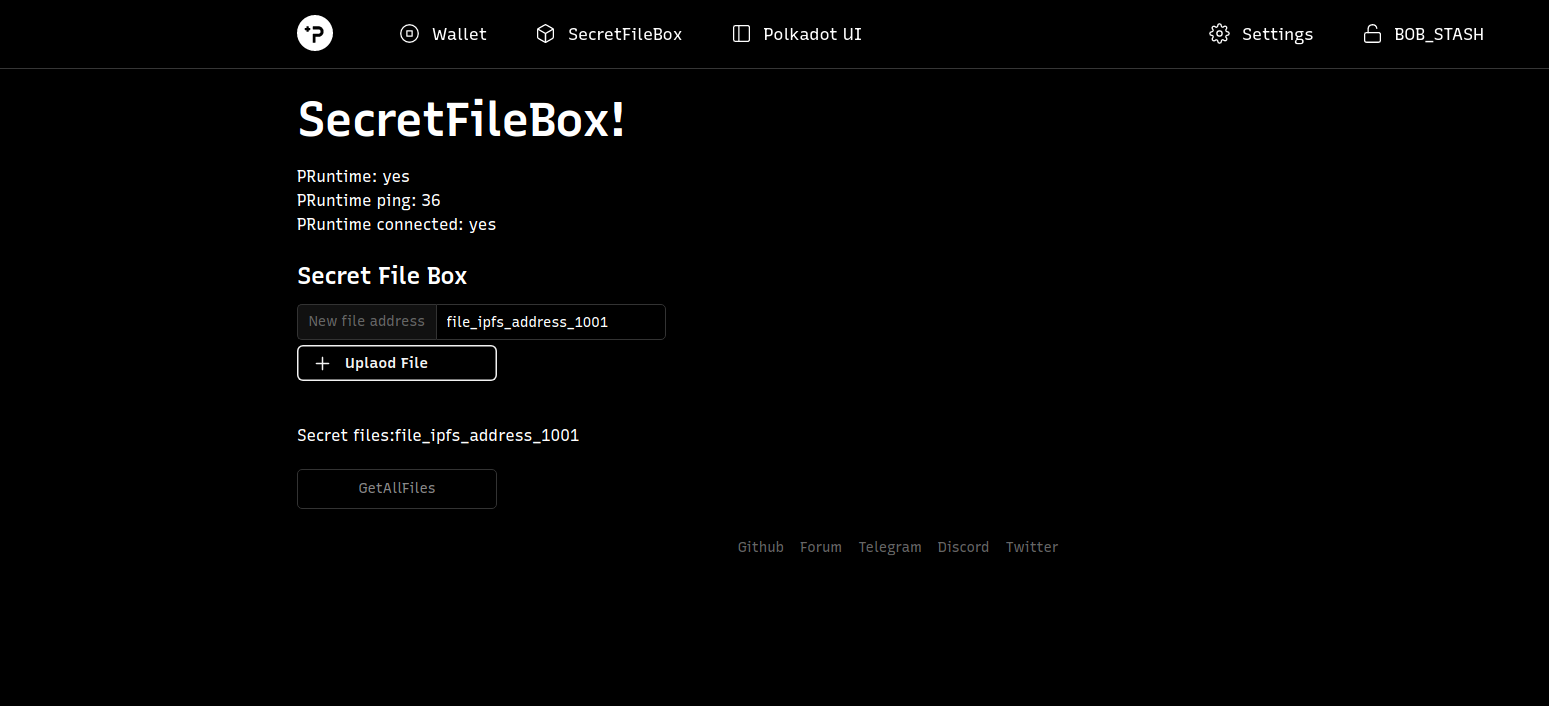 Wallet SecretFileBox Polkadot UI Settings BOB_STASH
SecretFileBox!
PRuntime: yes
PRuntime ping: 36
PRuntime connected: yes
Secret File Box
New file address file_ipfs_address_1001
Uplaod File
Secret files:file_ipfs_address_1001
GetAllFiles
Github Forum Telegram Discord Twitter